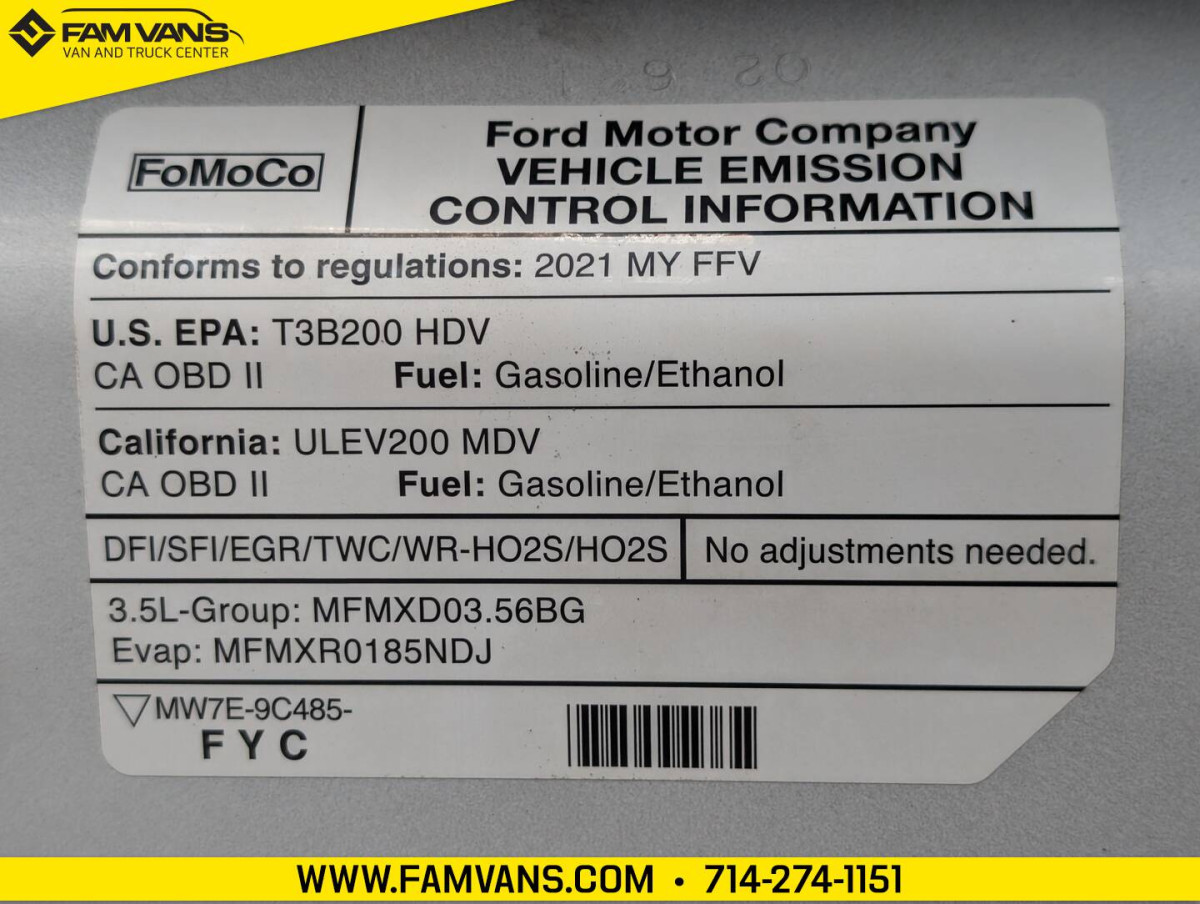 FAMVANS
VAN AND TRUCK CENTER
FoMoCo
Ford Motor Company
VEHICLE EMISSION
CONTROL INFORMATION
Conforms to regulations: 2021 MY FFV
U.S. EPA: T3B200 HDV
CA OBD II Fuel: Gasoline/Ethanol
California: ULEV200 MDV
CA OBD II Fuel: Gasoline/Ethanol
DFI/SFI/EGR/TWC/WR-HO2S/HO2S
No adjustments needed.
3.5L-Group: MFMXD03.56BG
Evap: MFMXR0185NDJ
MW7E-9C485-
F Y C
WWW.FAMVANS.COM • 714-274-1151